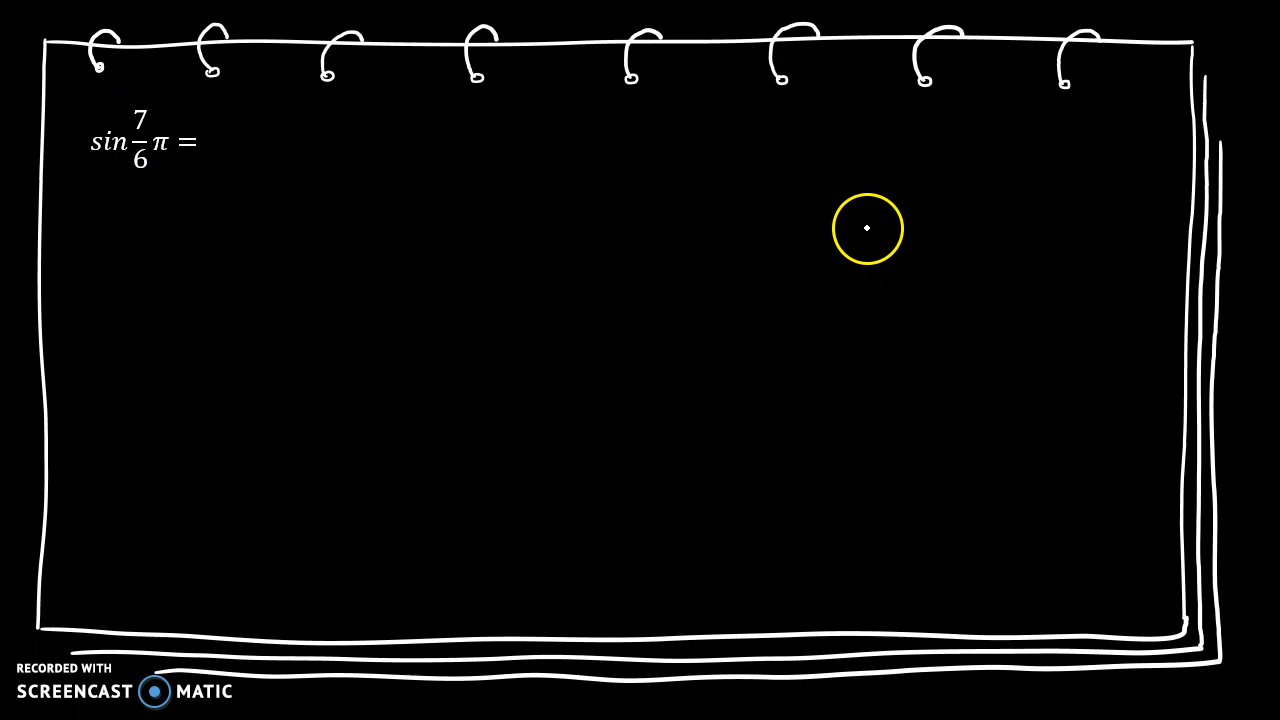 sin 7/6 π =
RECORDED WITH
SCREENCAST MATIC